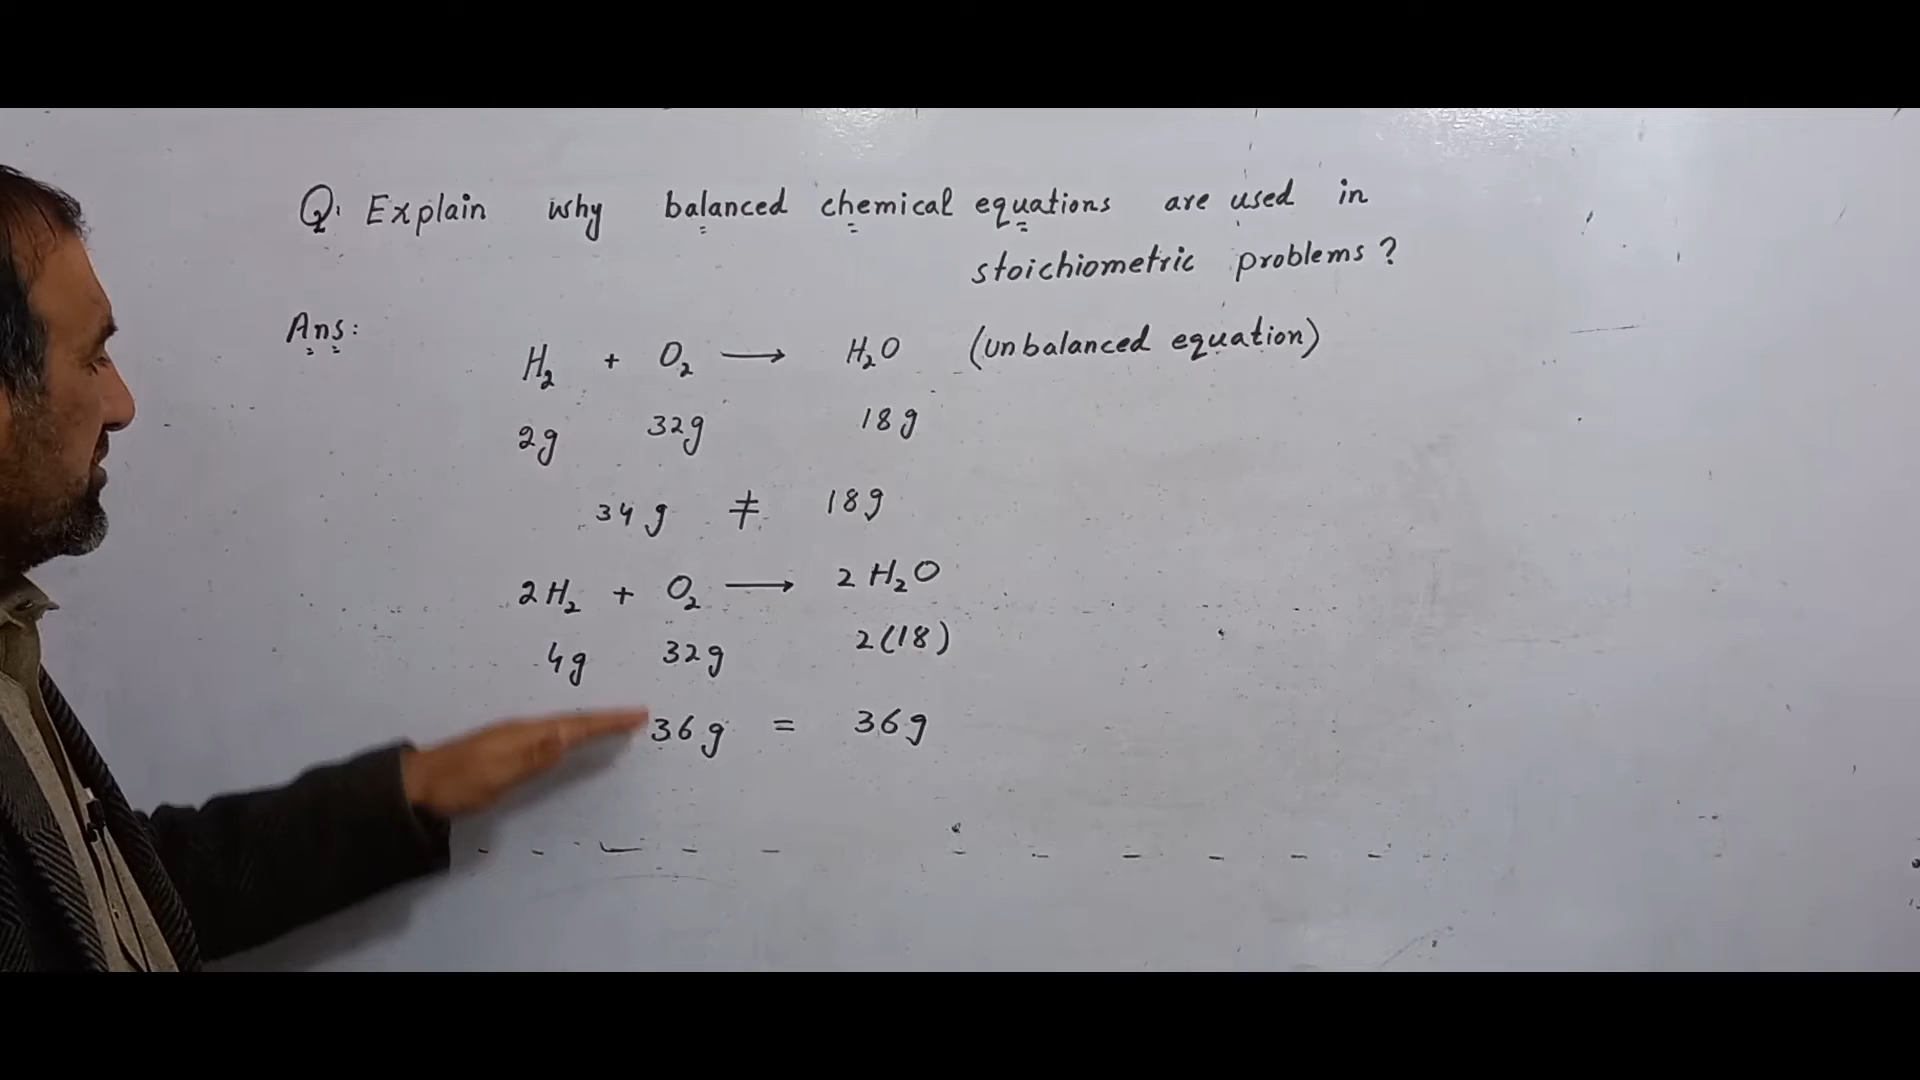 Q: Explain why balanced chemical equations are used in
stoichiometric problems?
Ans:
H₂ + O₂ ⟶ H₂O (unbalanced equation)
2g 32g 18g
34g ≠ 18g
2H₂ + O₂ ⟶ 2H₂O
4g 32g 2(18)
36g = 36g